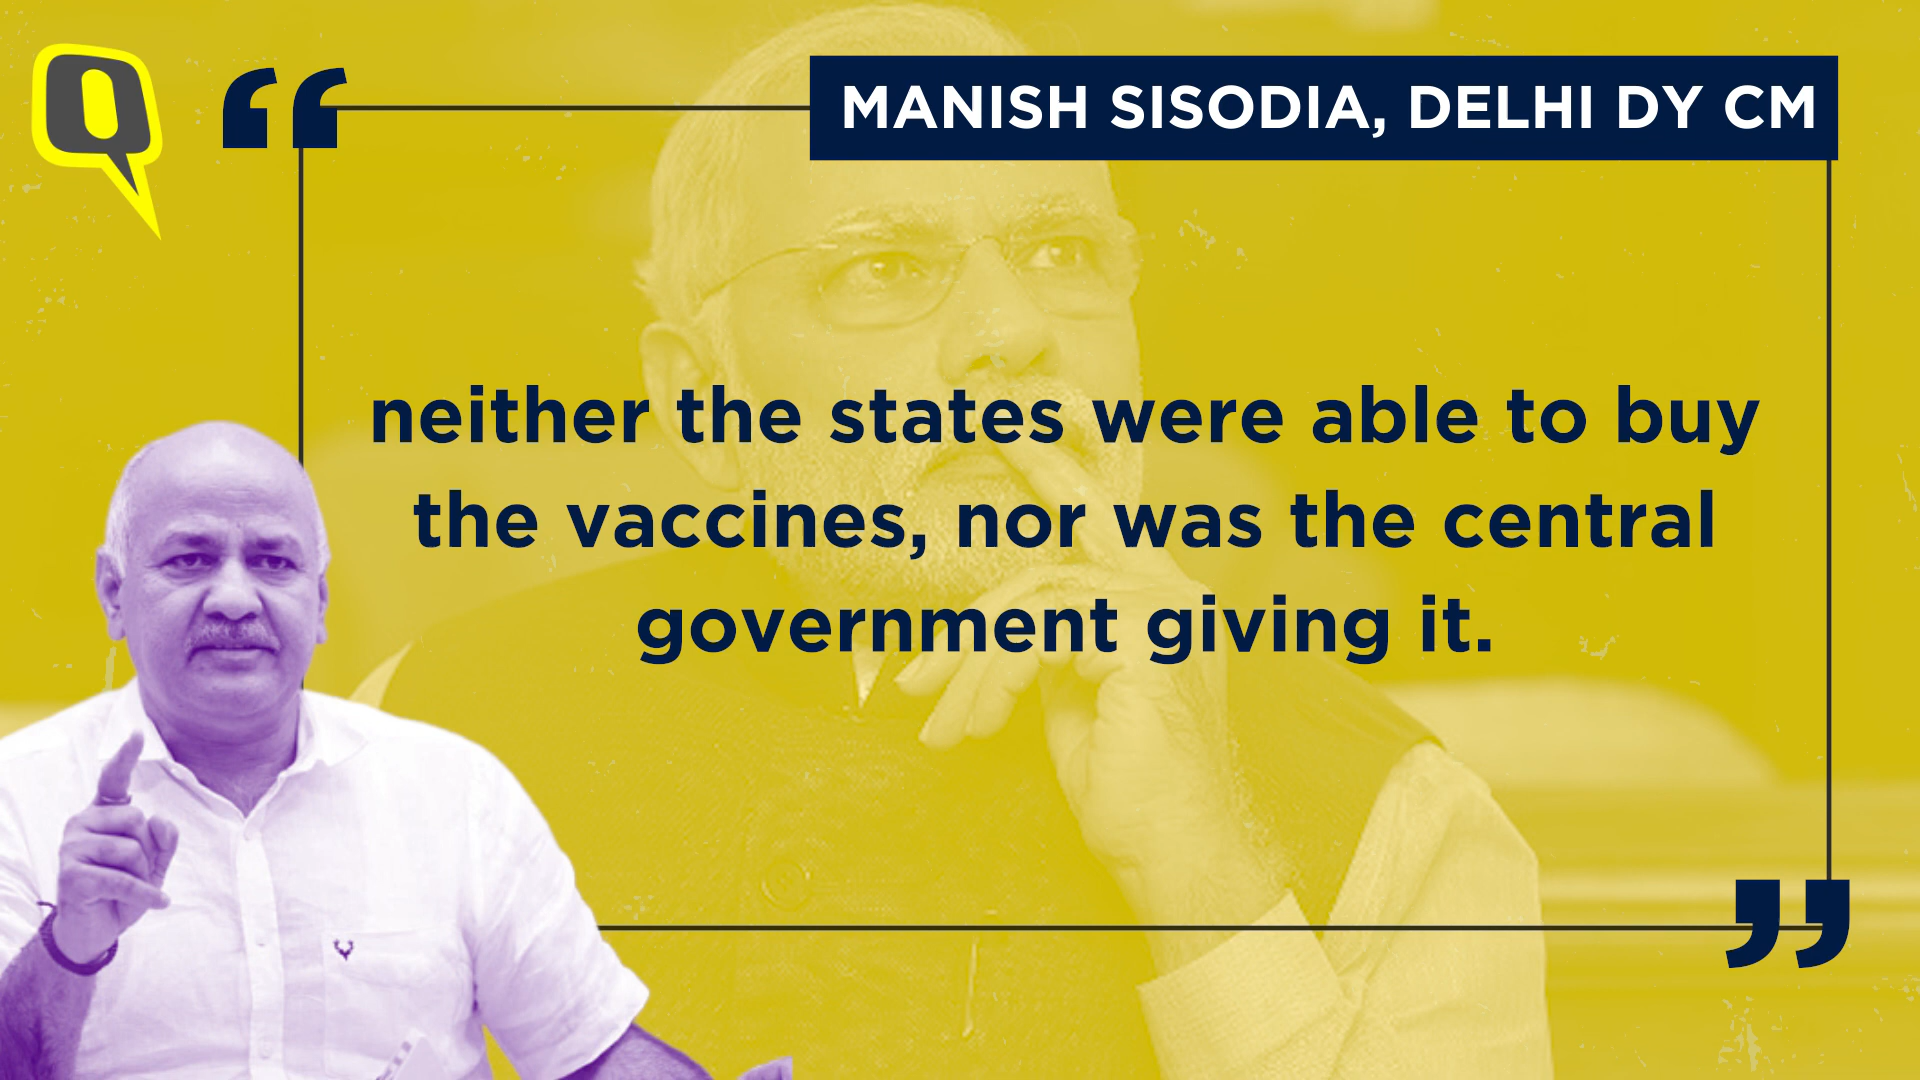 Q
MANISH SISODIA, DELHI DY CM
neither the states were able to buy
the vaccines, nor was the central
government giving it.